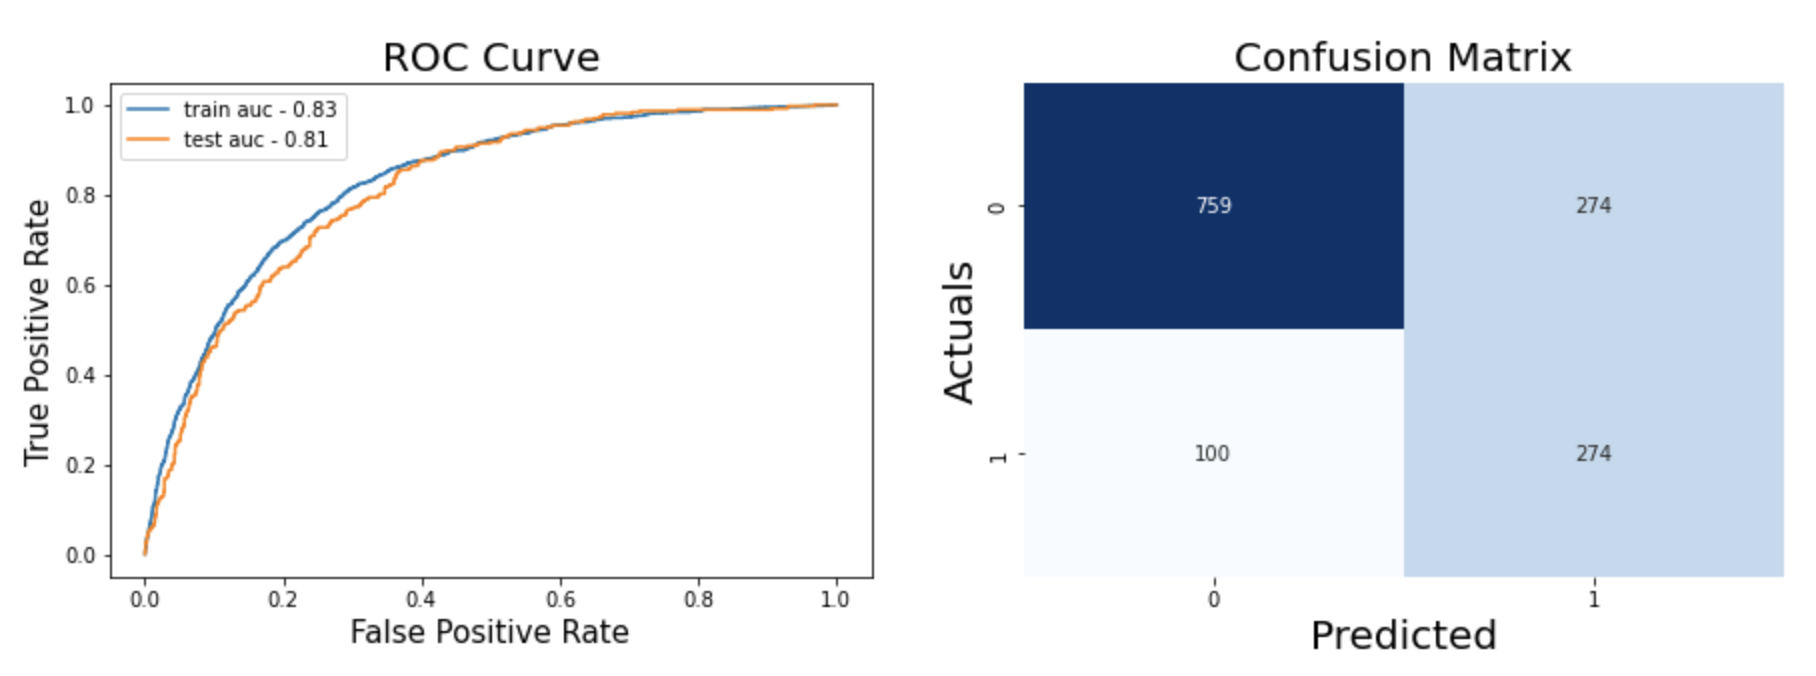 ROC Curve
train auc - 0.83
test auc - 0.81
1.0
0.8
0.6
0.4
0.2
0.0
True Positive Rate
0.0 0.2 0.4 0.6 0.8 1.0
False Positive Rate
Confusion Matrix
Actuals
0
759 274
1
100 274
0 1
Predicted